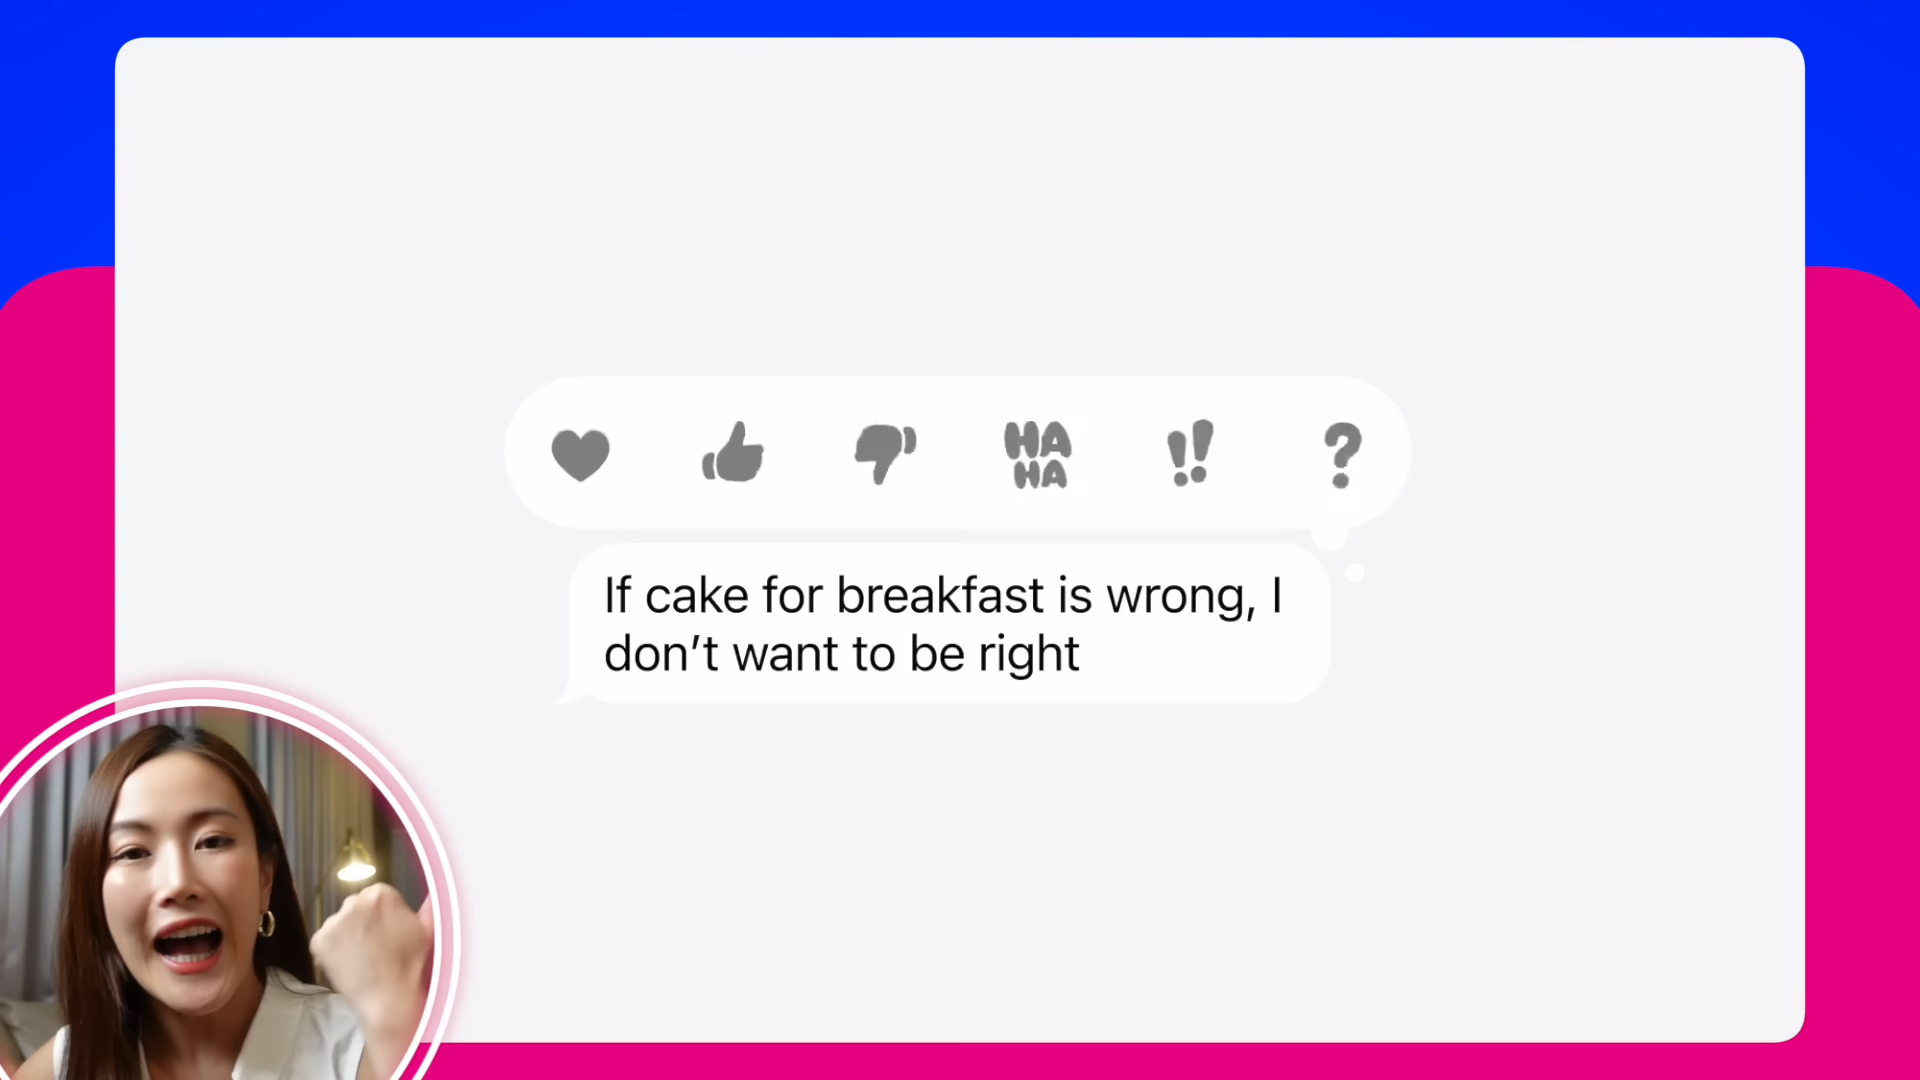 HA
HA
!!
?
If cake for breakfast is wrong, I
don’t want to be right